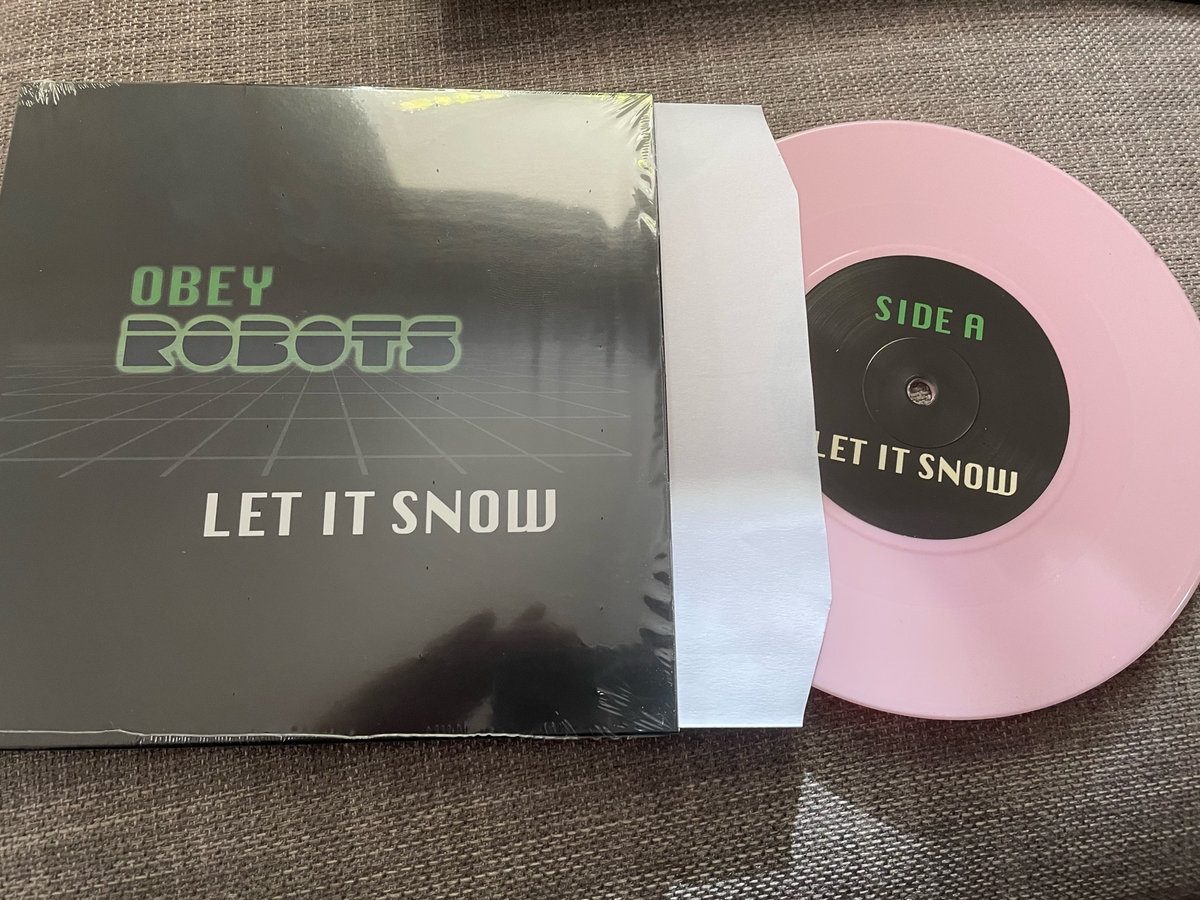 OBEY
ROBOTS
LET IT SNOW
SIDE A
LET IT SNOW